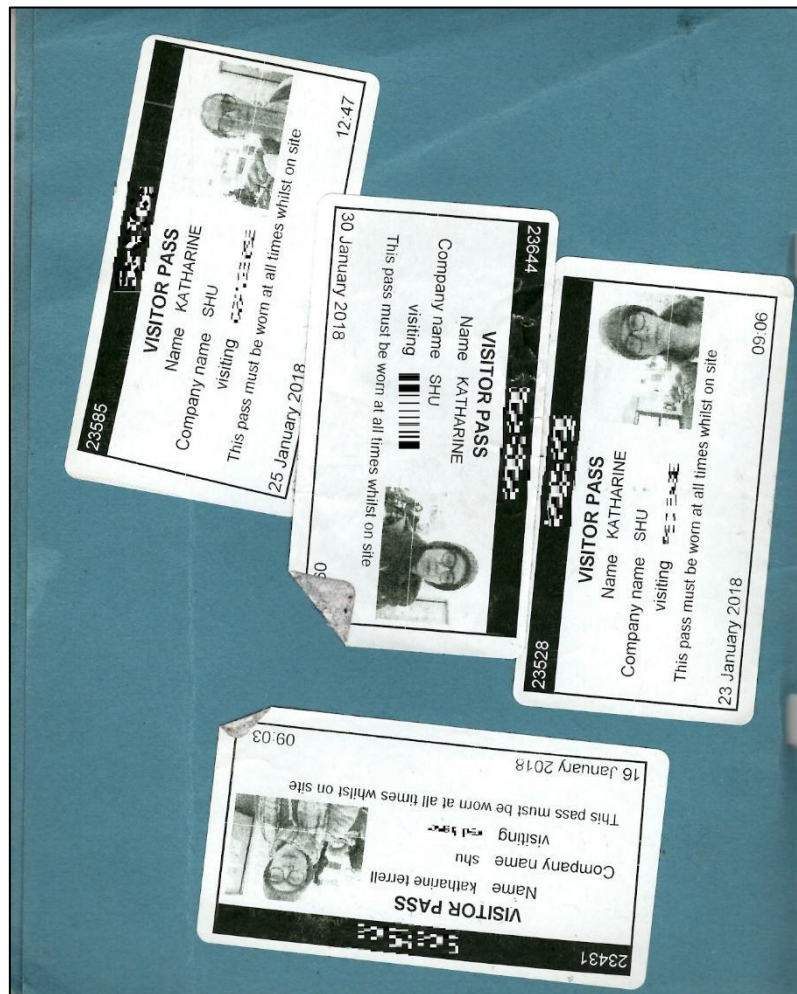 23585
VISITOR PASS
Name KATHARINE
Company name SHU
visiting
This pass must be worn at all times whilst on site
25 January 2018 12:47
23644
VISITOR PASS
Name KATHARINE
Company name SHU
visiting
This pass must be worn at all times whilst on site
30 January 2018
23528
VISITOR PASS
Name KATHARINE
Company name SHU
visiting
This pass must be worn at all times whilst on site
23 January 2018 09:06
23431
VISITOR PASS
Name katharine terrell
Company name shu
visiting
This pass must be worn at all times whilst on site
16 January 2018 09:03